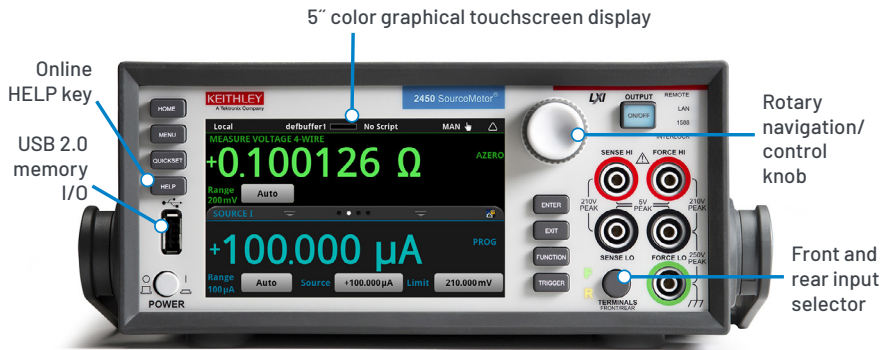 5˝ color graphical touchscreen display
Online
HELP key
USB 2.0
memory
I/O
HOME
MENU
QUICKSET
HELP
POWER
KEITHLEY
A Tektronix Company
2450 SourceMeter®
Local defbuffer1 No Script MAN
MEASURE VOLTAGE 4-WIRE
+0.100126 Ω
AZERO
Range
200mV Auto
SOURCE I
+100.000 µA
PROG
Range
100µA Auto Source +100.000µA Limit 210.000mV
LXI
OUTPUT
ON/OFF
REMOTE
LAN
1588
INTERLOCK
SENSE HI FORCE HI
210V
PEAK
5V
PEAK
210V
PEAK
SENSE LO FORCE LO
250V
PEAK
ENTER
EXIT
FUNCTION
TRIGGER
F
R
TERMINALS
FRONT/REAR
Rotary
navigation/
control
knob
Front and
rear input
selector